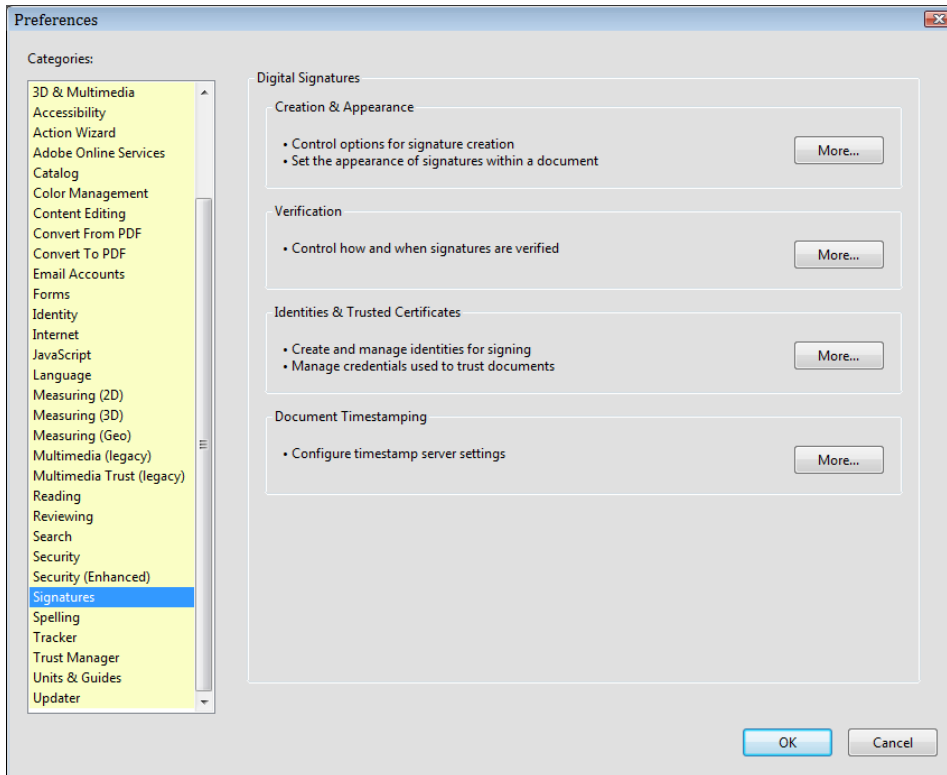 Preferences
Categories:
3D & Multimedia
Accessibility
Action Wizard
Adobe Online Services
Catalog
Color Management
Content Editing
Convert From PDF
Convert To PDF
Email Accounts
Forms
Identity
Internet
JavaScript
Language
Measuring (2D)
Measuring (3D)
Measuring (Geo)
Multimedia (legacy)
Multimedia Trust (legacy)
Reading
Reviewing
Search
Security
Security (Enhanced)
Signatures
Spelling
Tracker
Trust Manager
Units & Guides
Updater
Digital Signatures
Creation & Appearance
• Control options for signature creation
• Set the appearance of signatures within a document
More...
Verification
• Control how and when signatures are verified
More...
Identities & Trusted Certificates
• Create and manage identities for signing
• Manage credentials used to trust documents
More...
Document Timestamping
• Configure timestamp server settings
More...
OK
Cancel